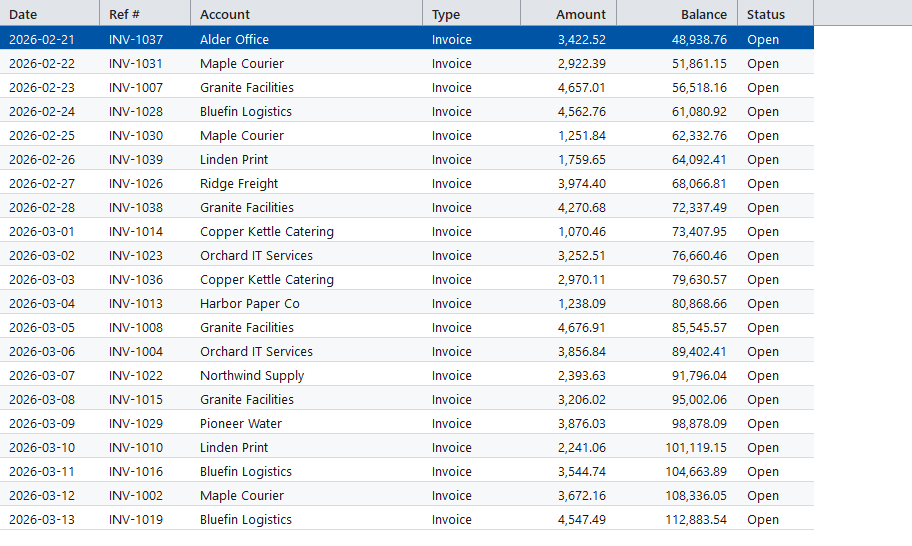 Date Ref # Account Type Amount Balance Status
2026-02-21 INV-1037 Alder Office Invoice 3,422.52 48,938.76 Open
2026-02-22 INV-1031 Maple Courier Invoice 2,922.39 51,861.15 Open
2026-02-23 INV-1007 Granite Facilities Invoice 4,657.01 56,518.16 Open
2026-02-24 INV-1028 Bluefin Logistics Invoice 4,562.76 61,080.92 Open
2026-02-25 INV-1030 Maple Courier Invoice 1,251.84 62,332.76 Open
2026-02-26 INV-1039 Linden Print Invoice 1,759.65 64,092.41 Open
2026-02-27 INV-1026 Ridge Freight Invoice 3,974.40 68,066.81 Open
2026-02-28 INV-1038 Granite Facilities Invoice 4,270.68 72,337.49 Open
2026-03-01 INV-1014 Copper Kettle Catering Invoice 1,070.46 73,407.95 Open
2026-03-02 INV-1023 Orchard IT Services Invoice 3,252.51 76,660.46 Open
2026-03-03 INV-1036 Copper Kettle Catering Invoice 2,970.11 79,630.57 Open
2026-03-04 INV-1013 Harbor Paper Co Invoice 1,238.09 80,868.66 Open
2026-03-05 INV-1008 Granite Facilities Invoice 4,676.91 85,545.57 Open
2026-03-06 INV-1004 Orchard IT Services Invoice 3,856.84 89,402.41 Open
2026-03-07 INV-1022 Northwind Supply Invoice 2,393.63 91,796.04 Open
2026-03-08 INV-1015 Granite Facilities Invoice 3,206.02 95,002.06 Open
2026-03-09 INV-1029 Pioneer Water Invoice 3,876.03 98,878.09 Open
2026-03-10 INV-1010 Linden Print Invoice 2,241.06 101,119.15 Open
2026-03-11 INV-1016 Bluefin Logistics Invoice 3,544.74 104,663.89 Open
2026-03-12 INV-1002 Maple Courier Invoice 3,672.16 108,336.05 Open
2026-03-13 INV-1019 Bluefin Logistics Invoice 4,547.49 112,883.54 Open